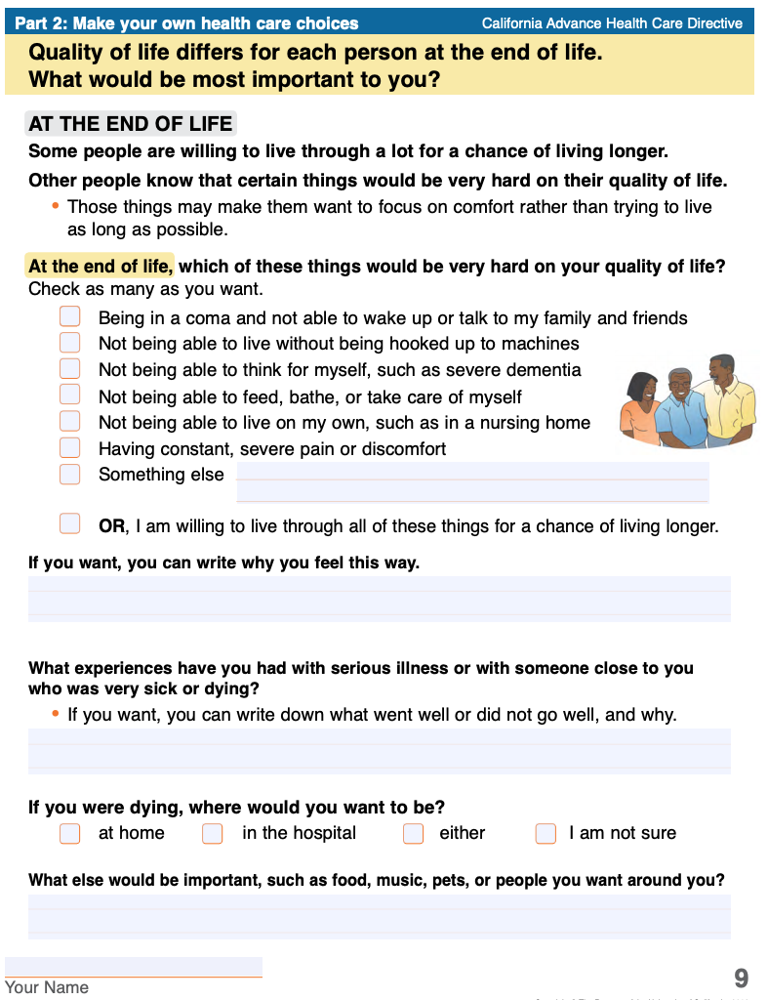 Part 2: Make your own health care choices
California Advance Health Care Directive
Quality of life differs for each person at the end of life.
What would be most important to you?
AT THE END OF LIFE
Some people are willing to live through a lot for a chance of living longer.
Other people know that certain things would be very hard on their quality of life.
• Those things may make them want to focus on comfort rather than trying to live
as long as possible.
At the end of life, which of these things would be very hard on your quality of life?
Check as many as you want.
Being in a coma and not able to wake up or talk to my family and friends
Not being able to live without being hooked up to machines
Not being able to think for myself, such as severe dementia
Not being able to feed, bathe, or take care of myself
Not being able to live on my own, such as in a nursing home
Having constant, severe pain or discomfort
Something else
OR, I am willing to live through all of these things for a chance of living longer.
If you want, you can write why you feel this way.
What experiences have you had with serious illness or with someone close to you
who was very sick or dying?
• If you want, you can write down what went well or did not go well, and why.
If you were dying, where would you want to be?
at home in the hospital either I am not sure
What else would be important, such as food, music, pets, or people you want around you?
Your Name
9